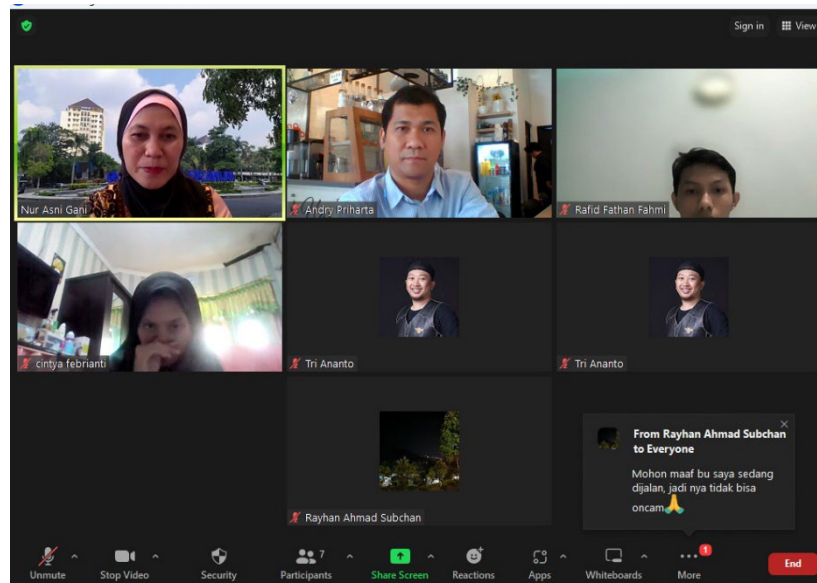 Sign in
View
Nur Asni Gani
Andry Priharta
Rafid Fathan Fahmi
cintya febrianti
Tri Ananto
Tri Ananto
Rayhan Ahmad Subchan
From Rayhan Ahmad Subchan
to Everyone
Mohon maaf bu saya sedang
dijalan, jadi nya tidak bisa
oncam🙏
7
1
Unmute
Stop Video
Security
Participants
Share Screen
Reactions
Apps
Whiteboards
More
End